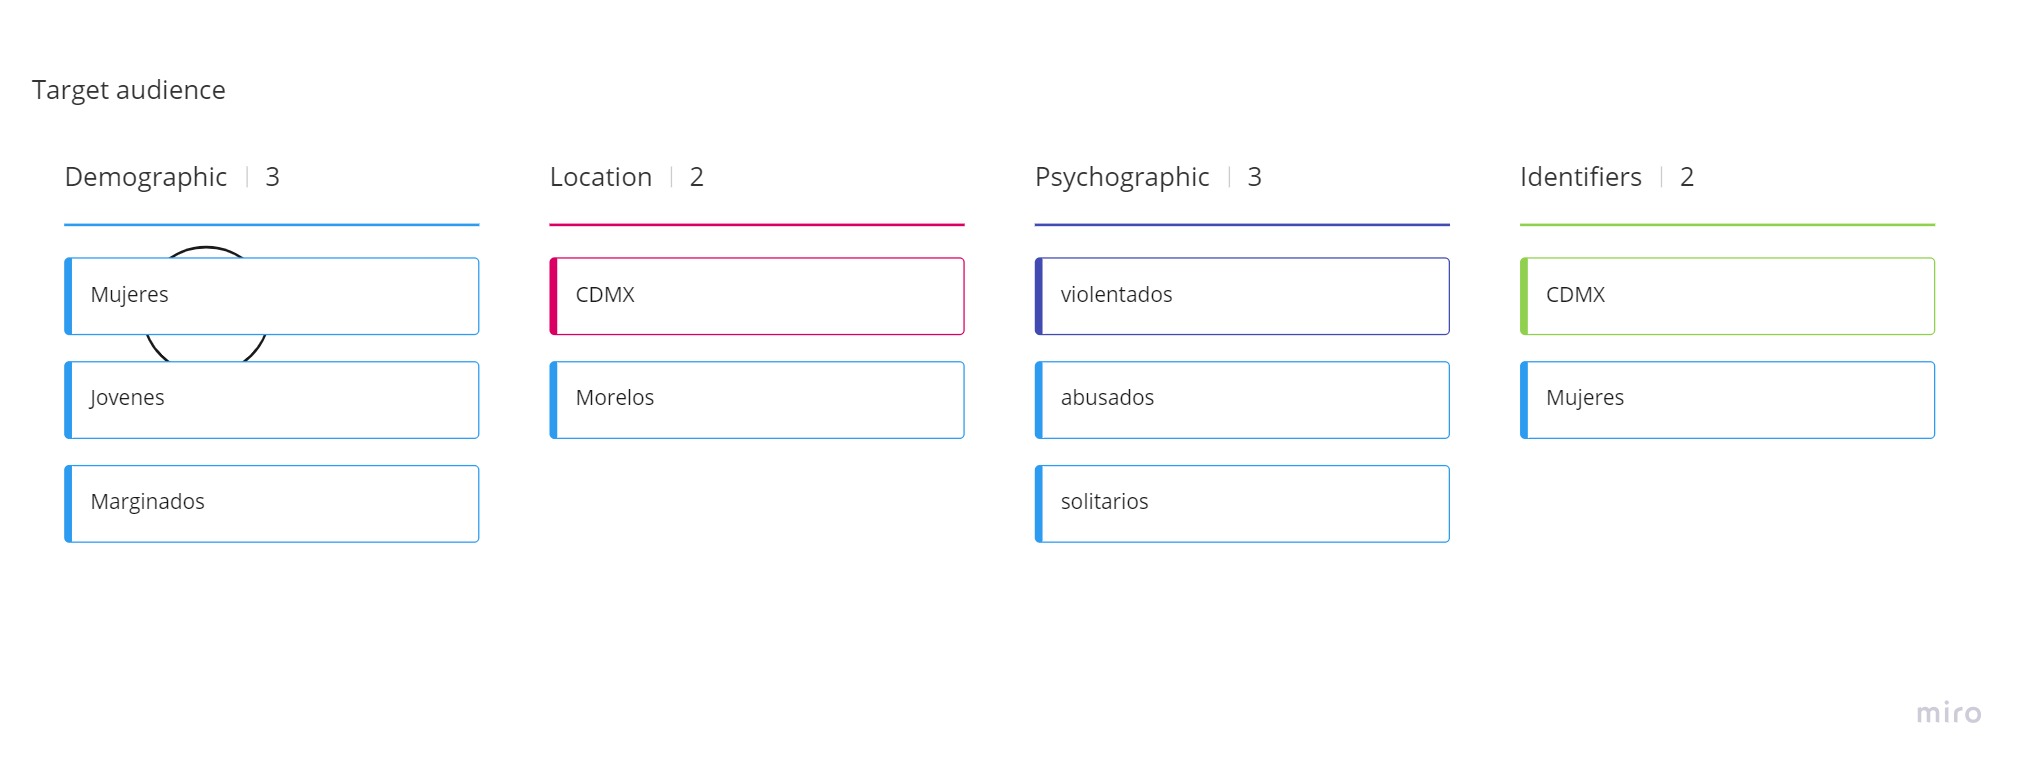 Target audience
Demographic | 3
Mujeres
Jovenes
Marginados
Location | 2
CDMX
Morelos
Psychographic | 3
violentados
abusados
solitarios
Identifiers | 2
CDMX
Mujeres
miro